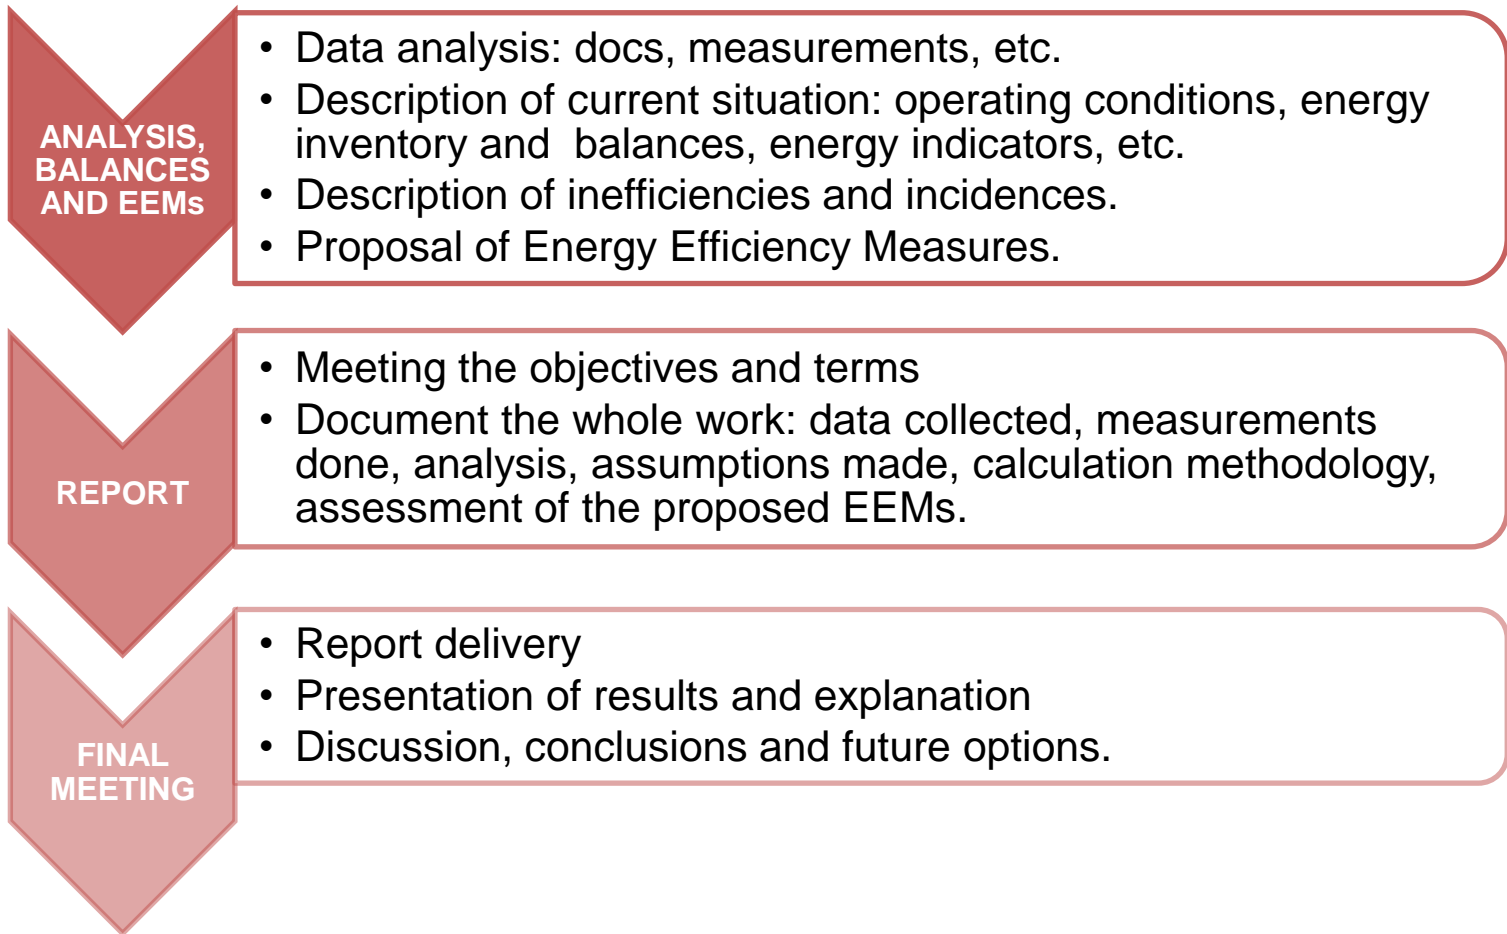 ANALYSIS,
BALANCES
AND EEMs
• Data analysis: docs, measurements, etc.
• Description of current situation: operating conditions, energy
inventory and  balances, energy indicators, etc.
• Description of inefficiencies and incidences.
• Proposal of Energy Efficiency Measures.
REPORT
• Meeting the objectives and terms
• Document the whole work: data collected, measurements
done, analysis, assumptions made, calculation methodology,
assessment of the proposed EEMs.
FINAL
MEETING
• Report delivery
• Presentation of results and explanation
• Discussion, conclusions and future options.